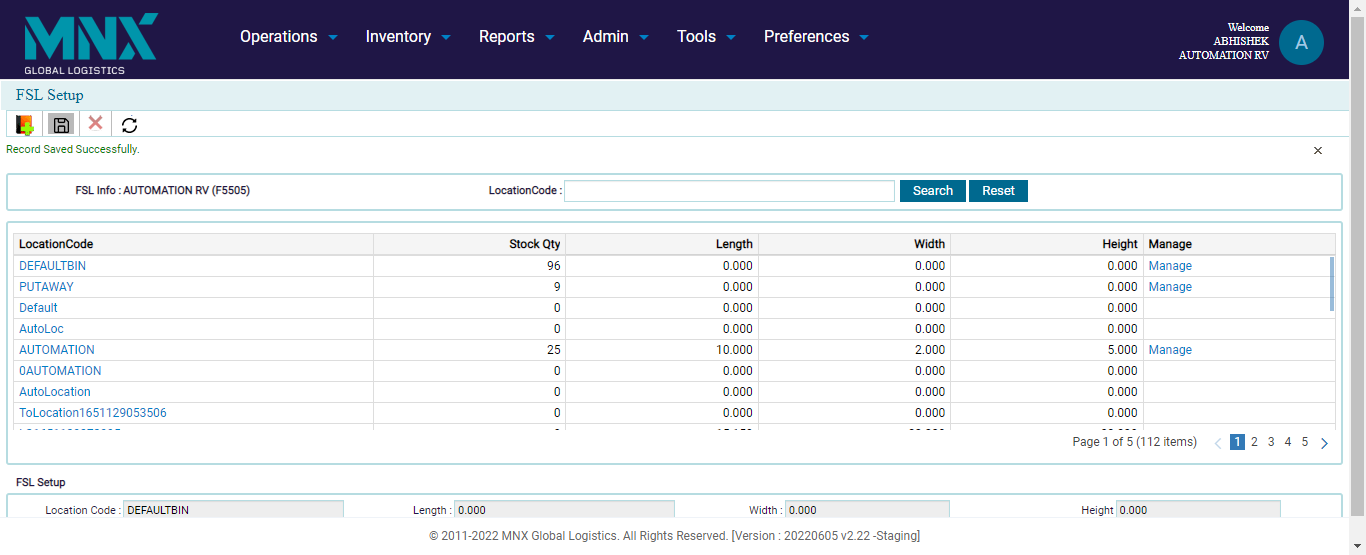 MNX
GLOBAL LOGISTICS
Operations Inventory Reports Admin Tools Preferences
Welcome
ABHISHEK
AUTOMATION RV
A
FSL Setup
Record Saved Successfully.
FSL Info : AUTOMATION RV (F5505) LocationCode : Search Reset
LocationCode Stock Qty Length Width Height Manage
DEFAULTBIN 96 0.000 0.000 0.000 Manage
PUTAWAY 9 0.000 0.000 0.000 Manage
Default 0 0.000 0.000 0.000
AutoLoc 0 0.000 0.000 0.000
AUTOMATION 25 10.000 2.000 5.000 Manage
0AUTOMATION 0 0.000 0.000 0.000
AutoLocation 0 0.000 0.000 0.000
ToLocation1651129053506 0 0.000 0.000 0.000
Page 1 of 5 (112 items) 1 2 3 4 5
FSL Setup
Location Code : DEFAULTBIN Length : 0.000 Width : 0.000 Height 0.000
© 2011-2022 MNX Global Logistics. All Rights Reserved. [Version : 20220605 v2.22 -Staging]